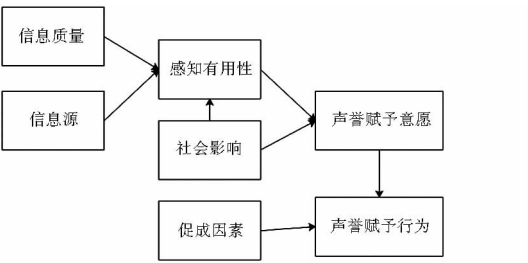 信息质量
感知有用性
信息源
声誉赋予意愿
社会影响
促成因素
声誉赋予行为